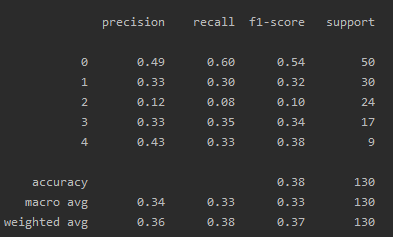 precision recall f1-score support
0 0.49 0.60 0.54 50
1 0.33 0.30 0.32 30
2 0.12 0.08 0.10 24
3 0.33 0.35 0.34 17
4 0.43 0.33 0.38 9
accuracy 0.38 130
macro avg 0.34 0.33 0.33 130
weighted avg 0.36 0.38 0.37 130